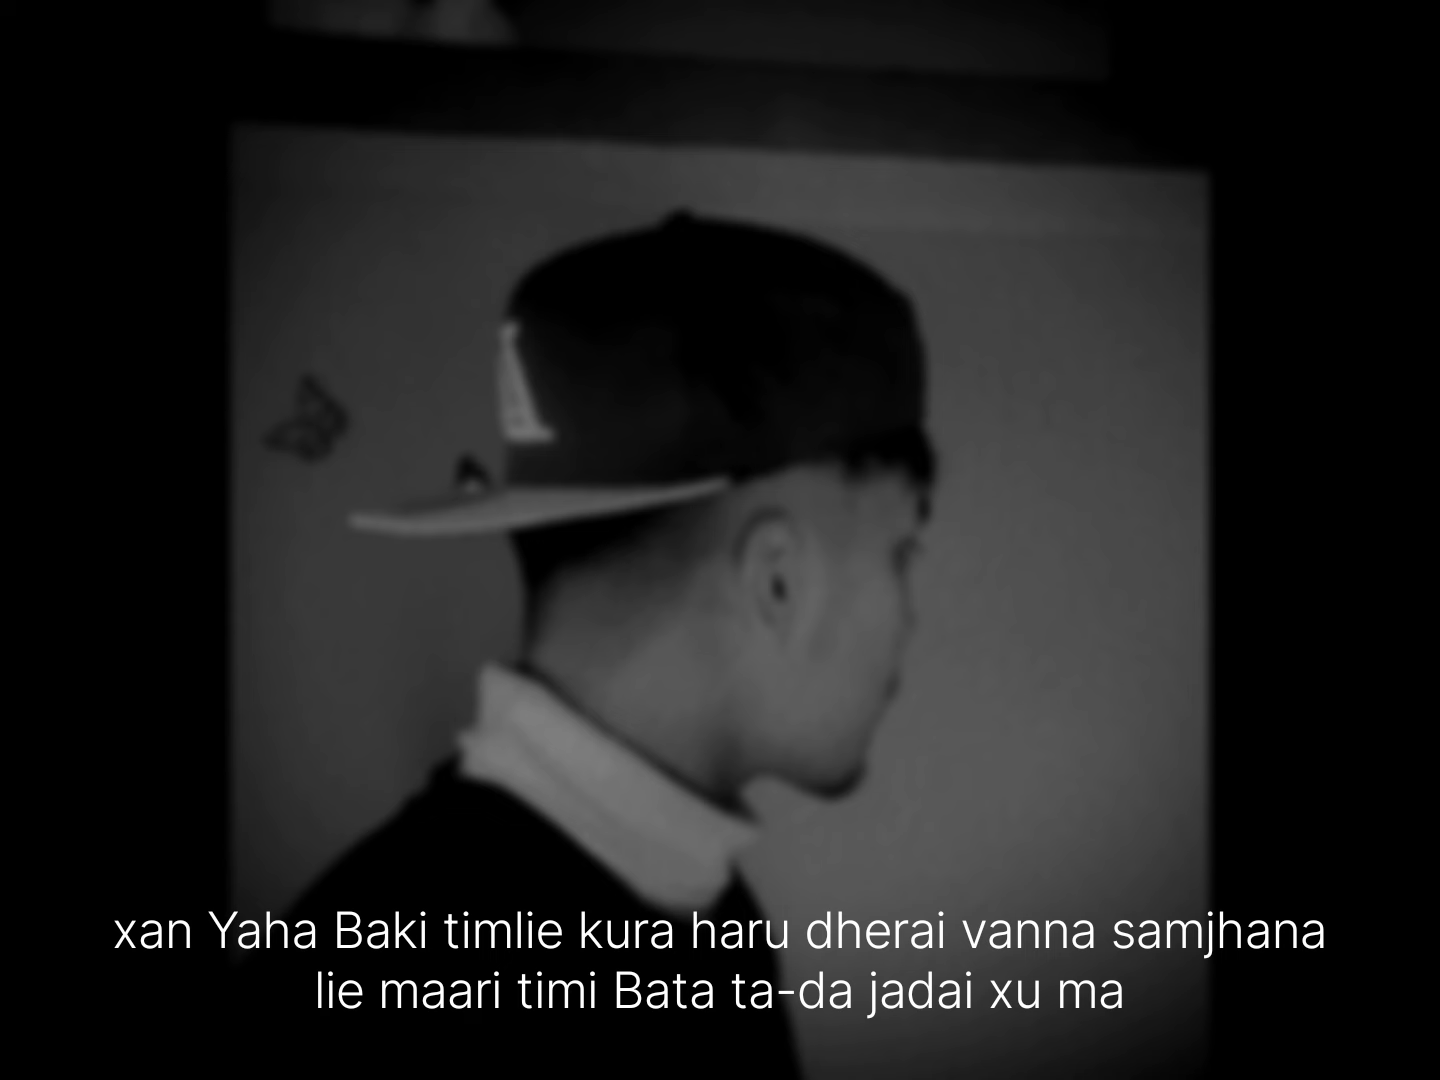 xan Yaha Baki timlie kura haru dherai vanna samjhana
lie maari timi Bata ta-da jadai xu ma